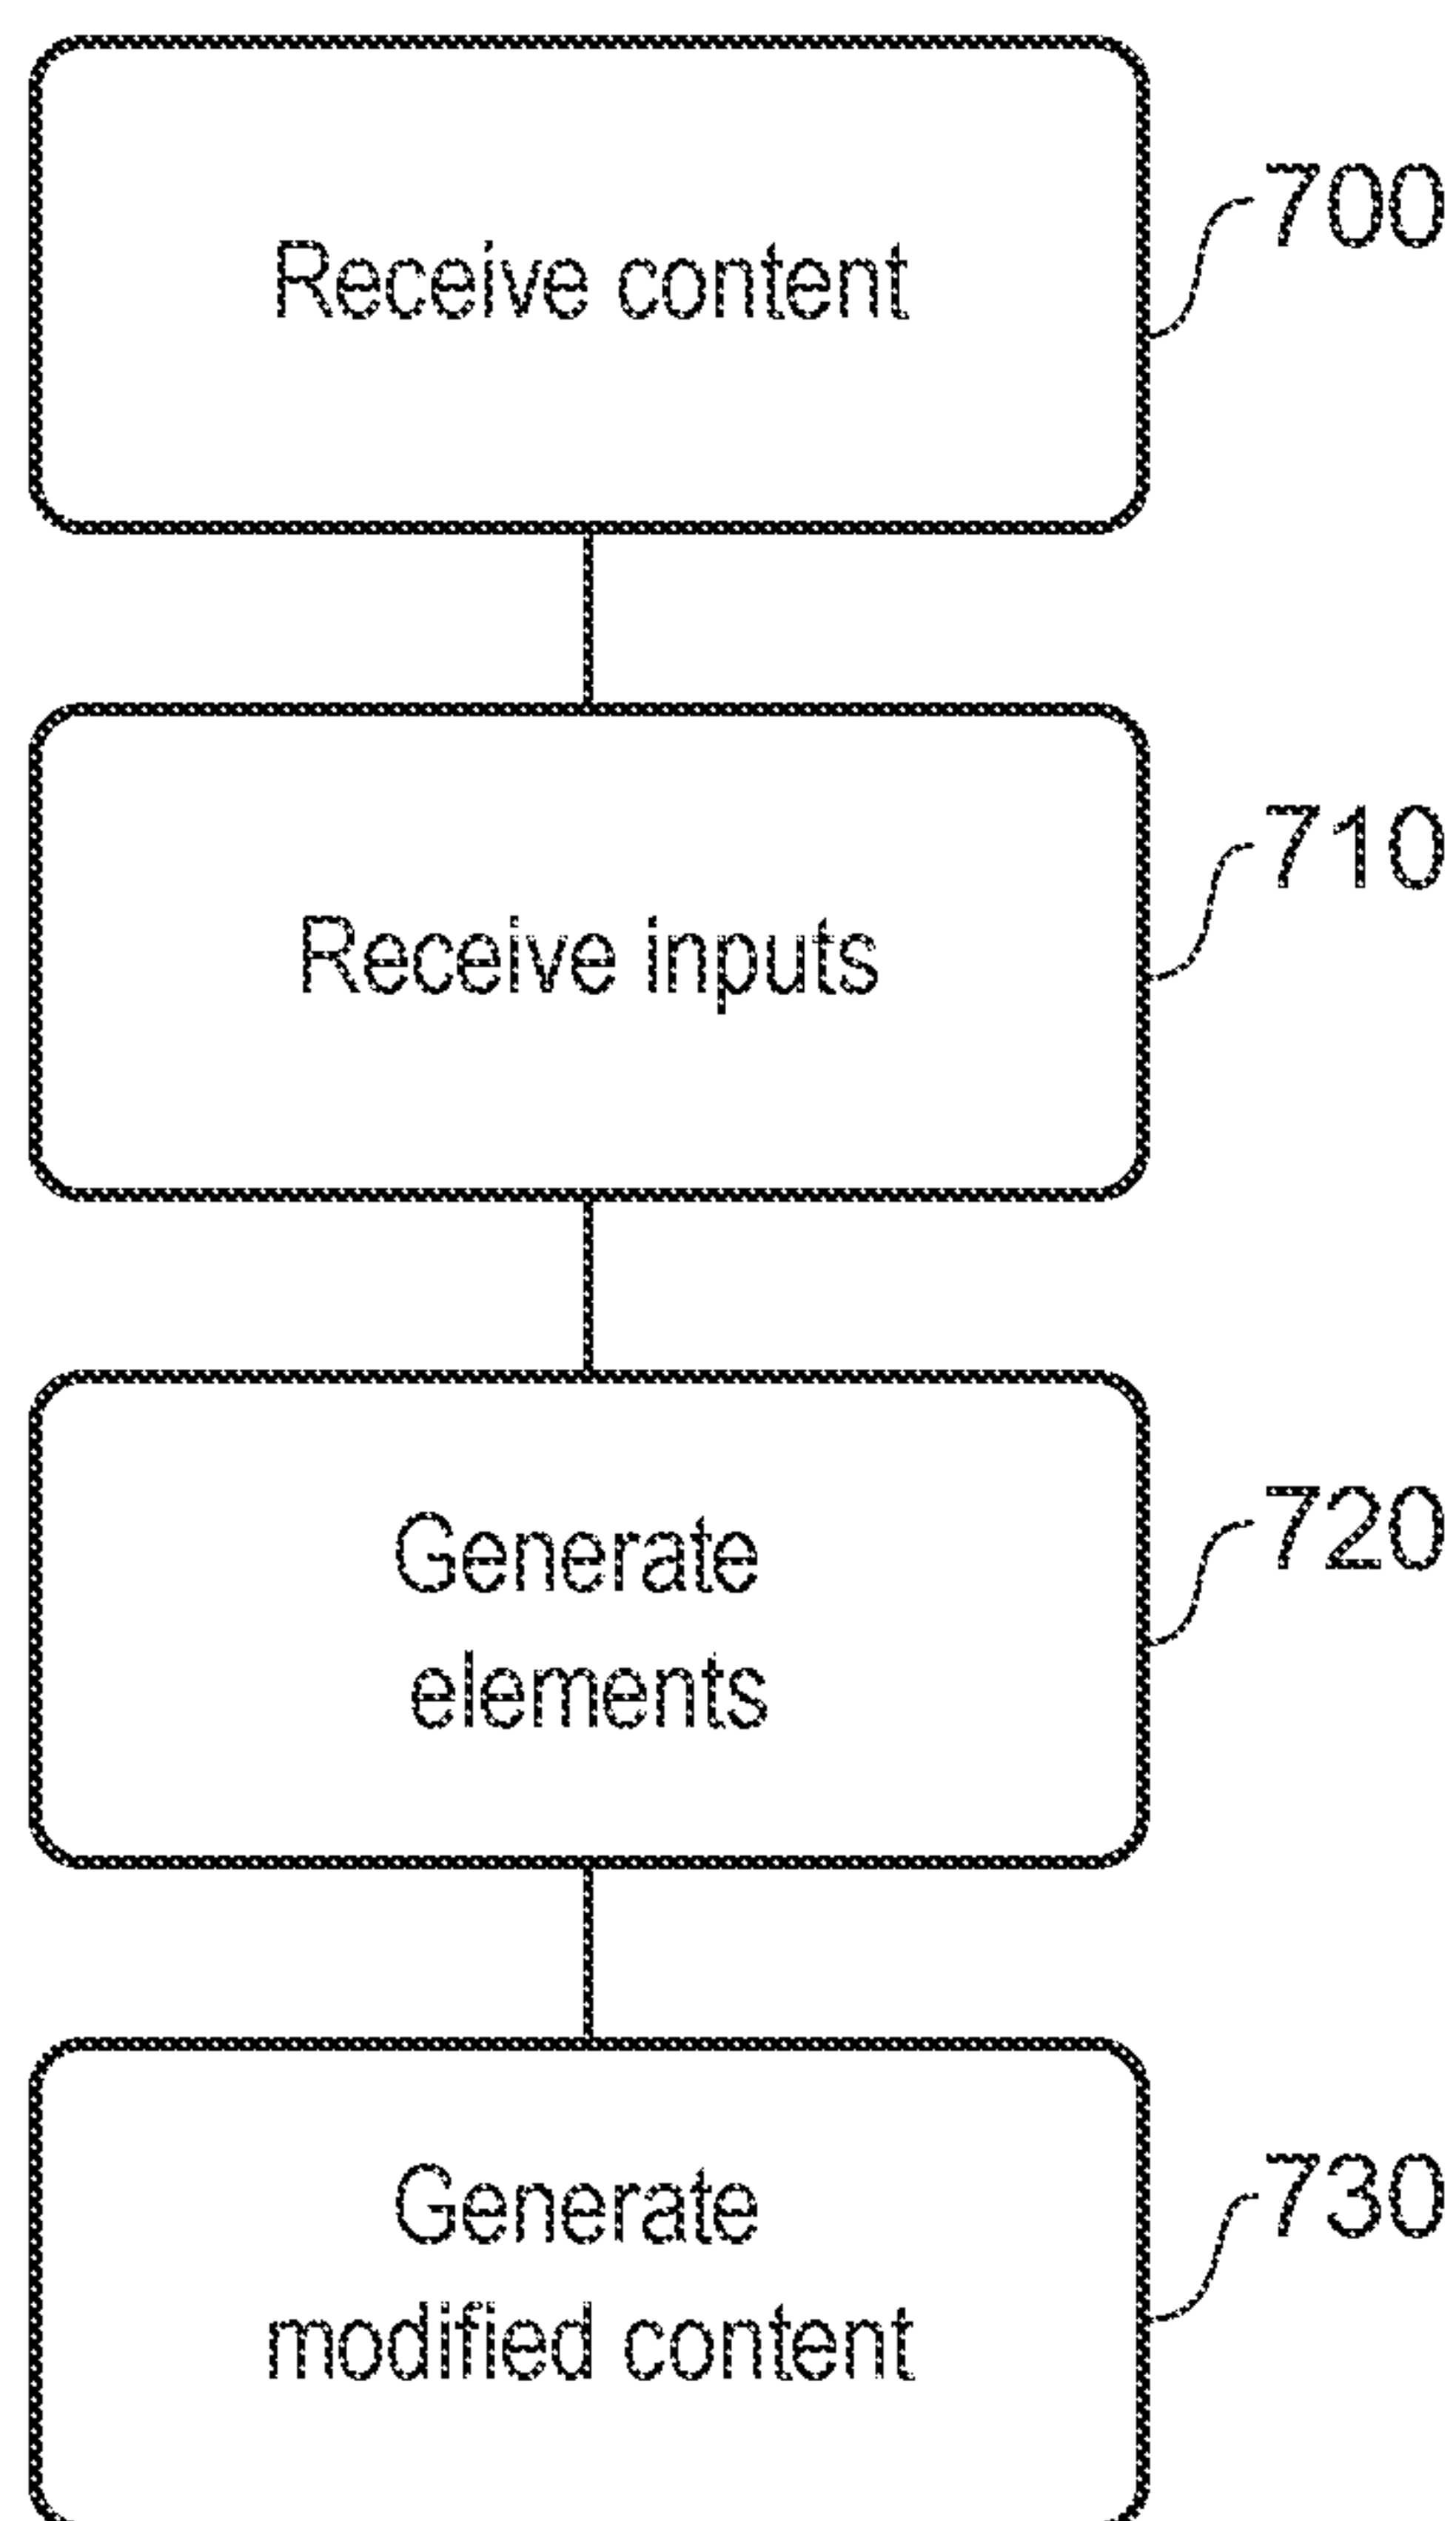 Receive content
700
Receive inputs
710
Generate
elements
720
Generate
modified content
730